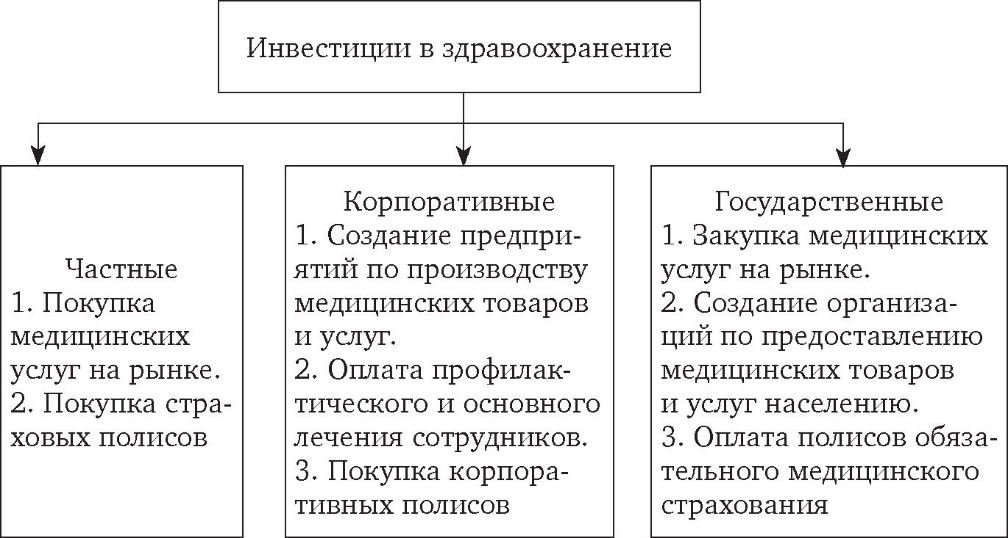 Инвестиции в здравоохранение
Частные
1. Покупка
медицинских
услуг на рынке.
2. Покупка стра-
ховых полисов
Корпоративные
1. Создание предпри-
ятий по производству
медицинских товаров
и услуг.
2. Оплата профилак-
тического и основного
лечения сотрудников.
3. Покупка корпора-
тивных полисов
Государственные
1. Закупка медицинских
услуг на рынке.
2. Создание организа-
ций по предоставлению
медицинских товаров
и услуг населению.
3. Оплата полисов обяза-
тельного медицинского
страхования